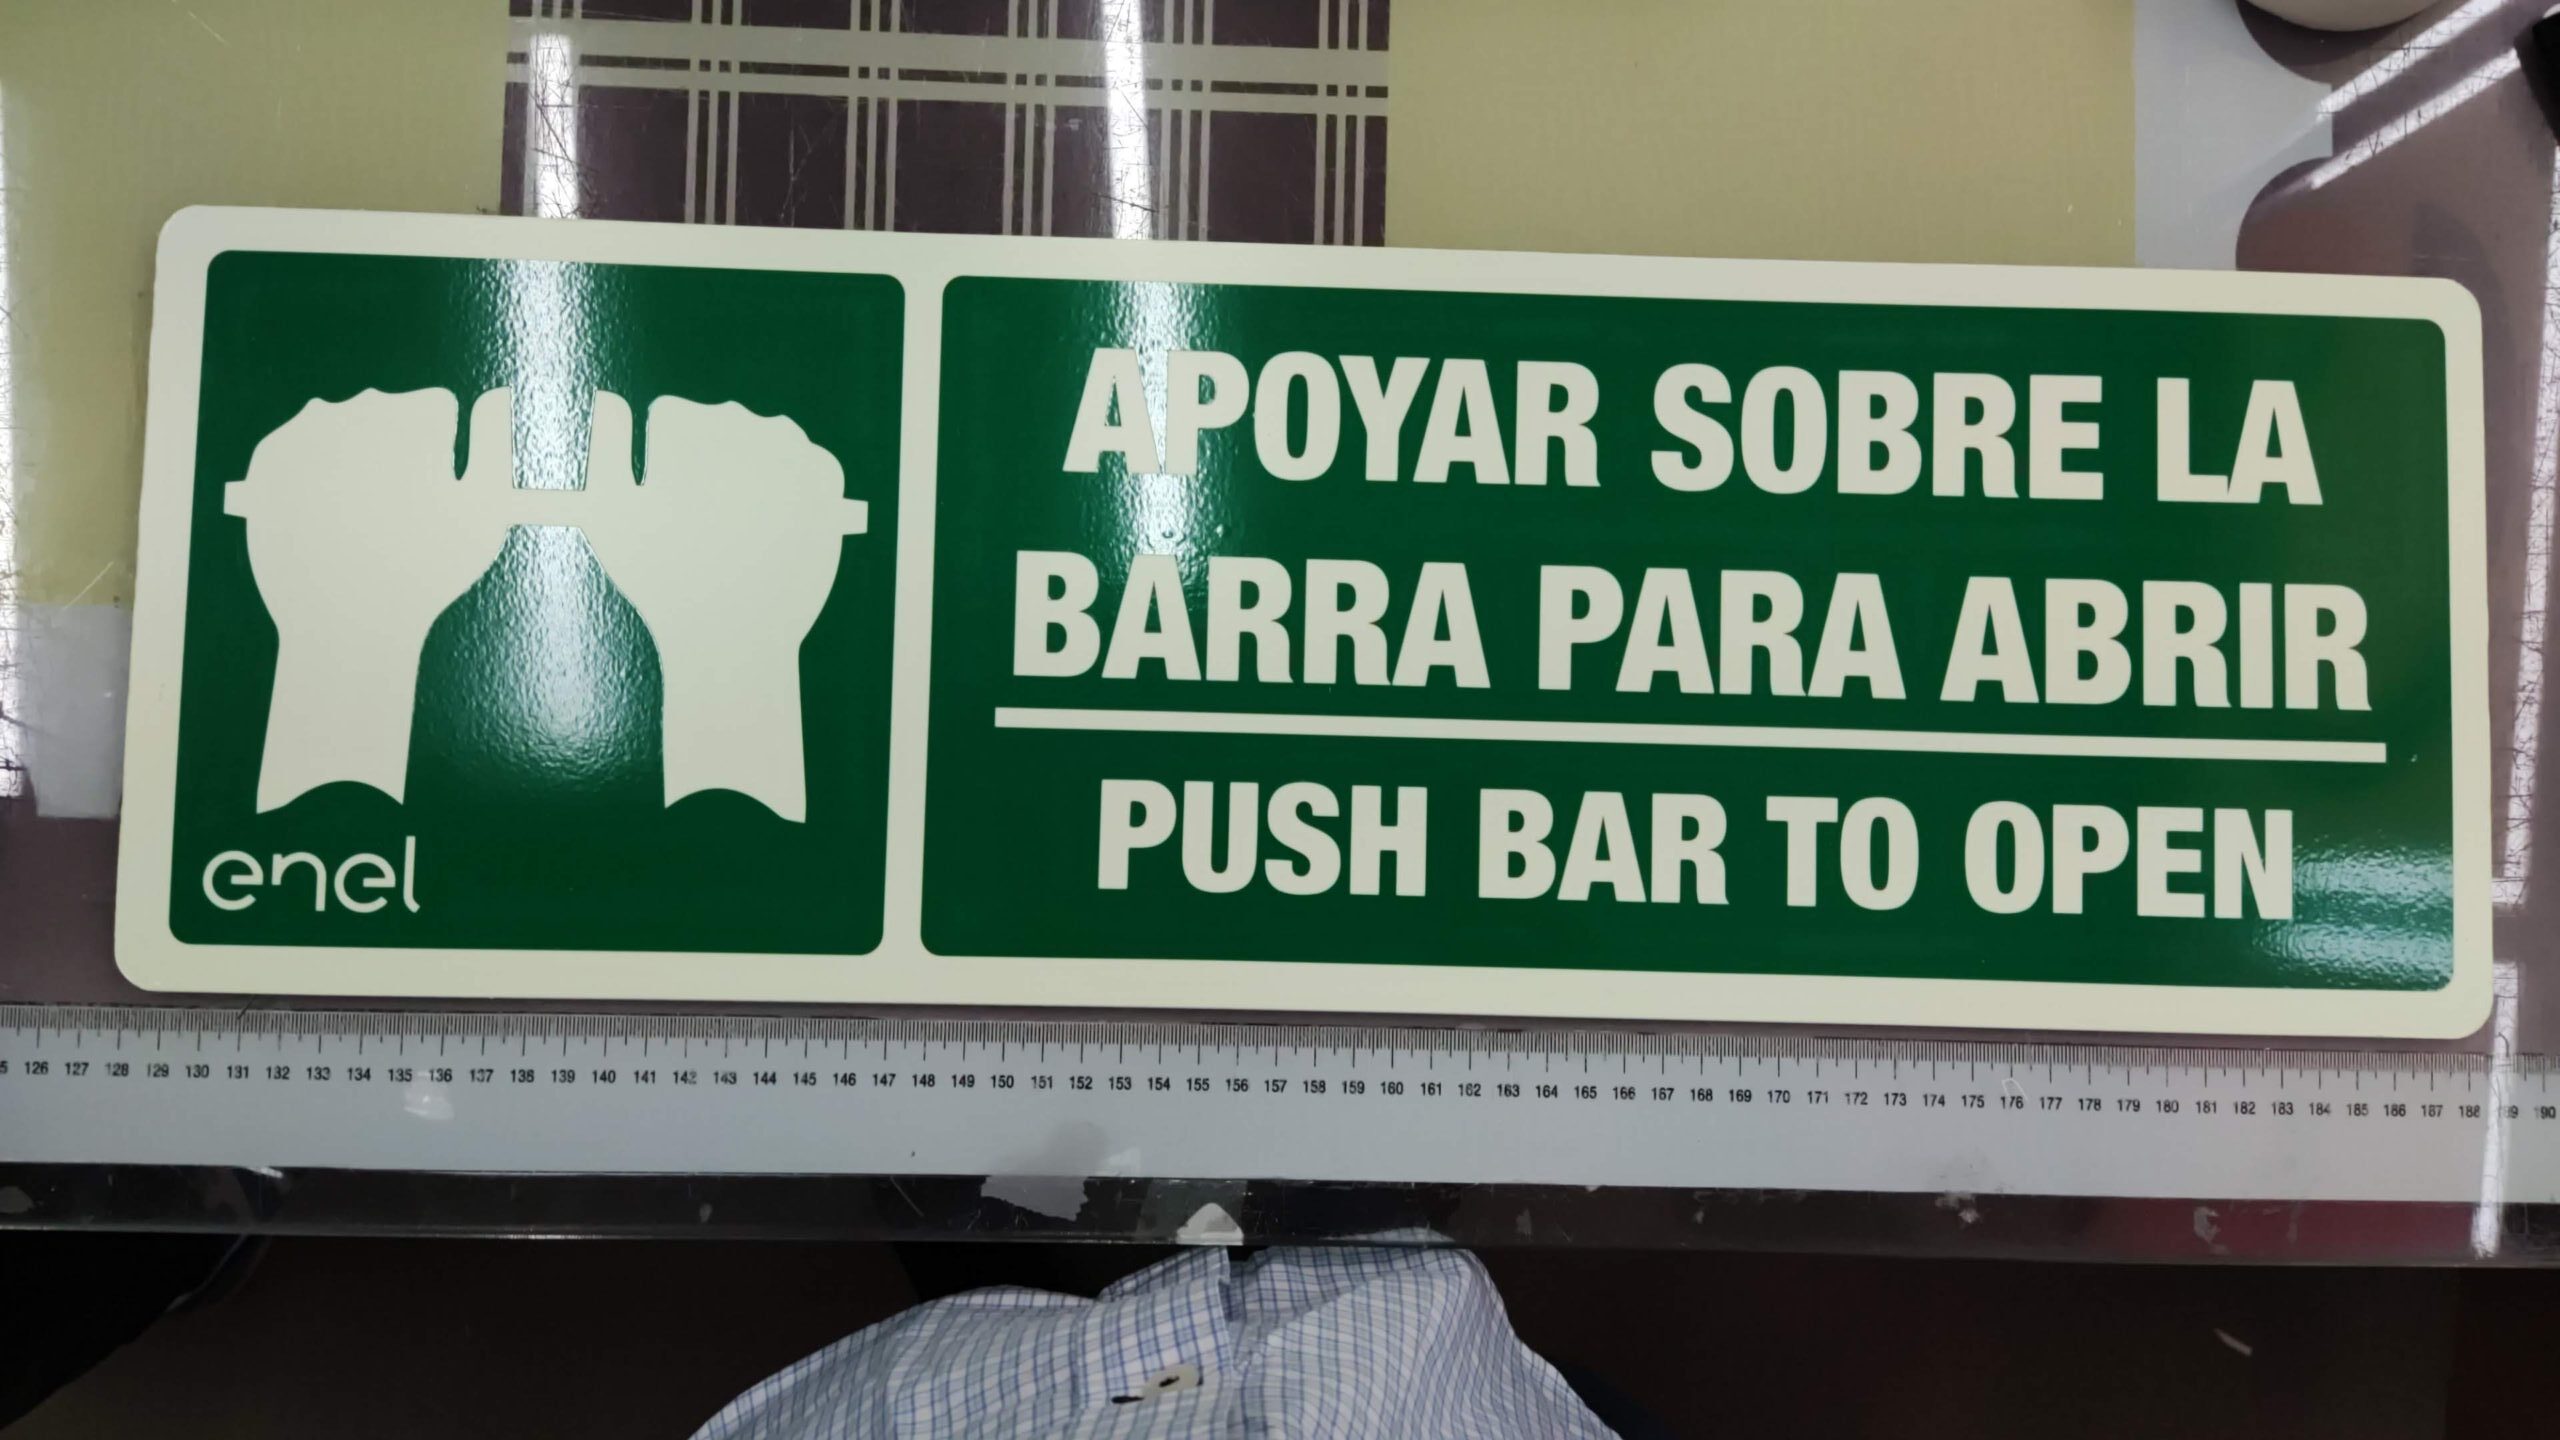 APOYAR SOBRE LA
BARRA PARA ABRIR
PUSH BAR TO OPEN
enel
126 127 128 129 130 131 132 133 134 135 136 137 138 139 140 141 142 143 144 145 146 147 148 149 150 151 152 153 154 155 156 157 158 159 160 161 162 163 164 165 166 167 168 169 170 171 172 173 174 175 176 177 178 179 180 181 182 183 184 185 186 187 188 189 190